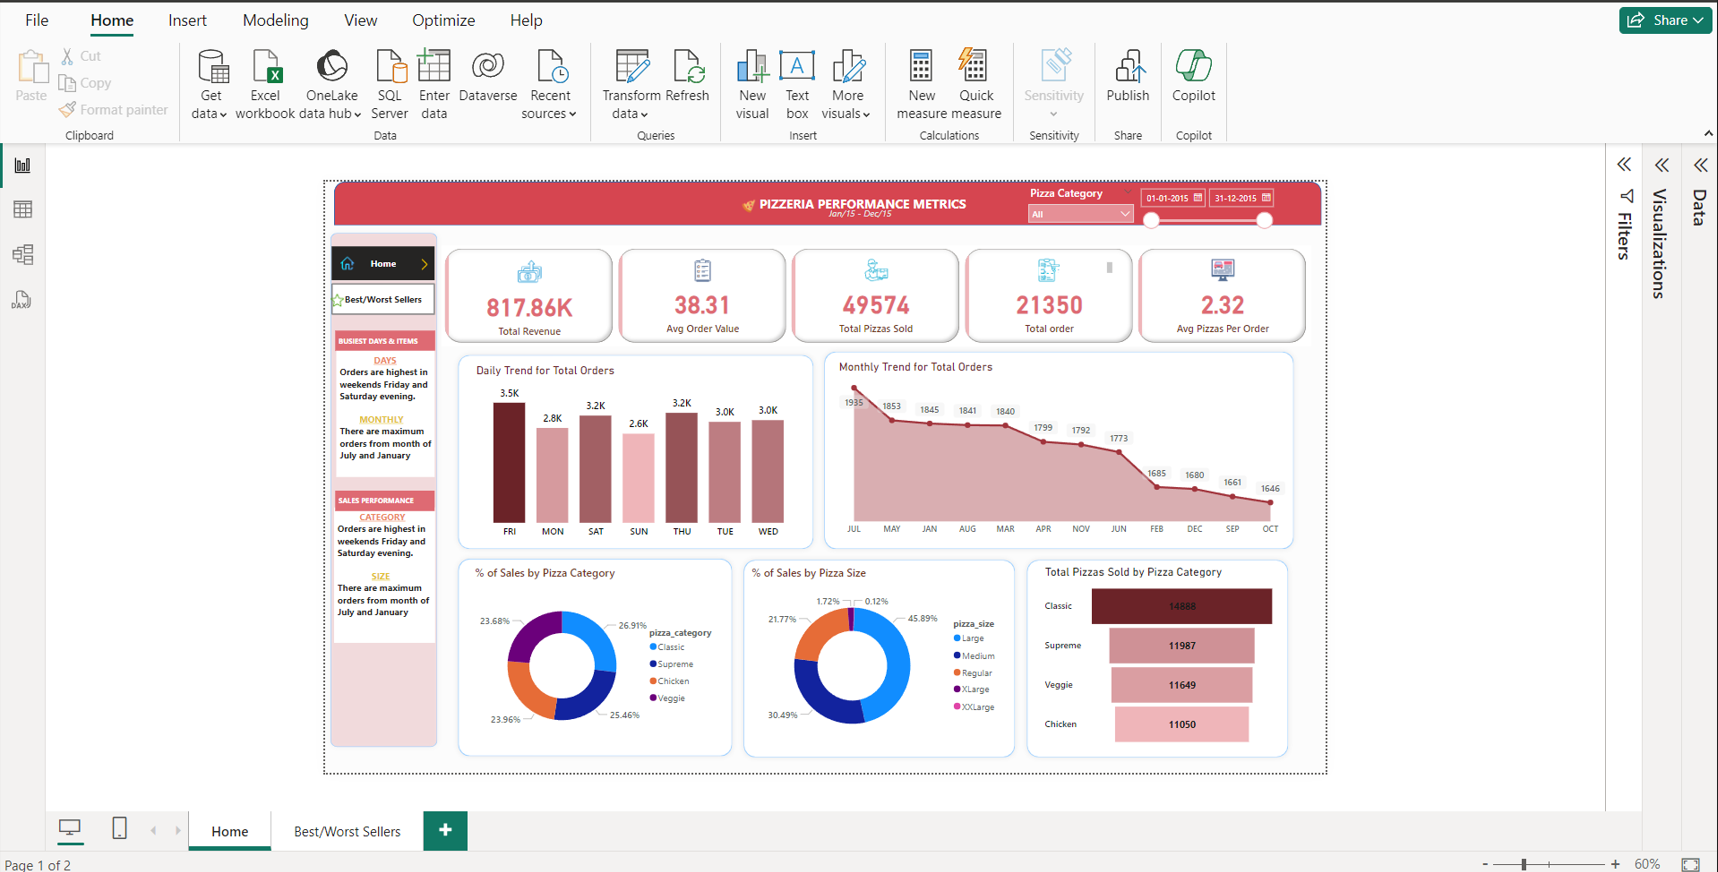 File Home Insert Modeling View Optimize Help
Share
Paste
Cut
Copy
Format painter
Clipboard
Get data
Excel workbook
OneLake data hub
SQL Server
Enter data
Dataverse
Recent sources
Data
Transform data
Refresh
Queries
New visual
Text box
More visuals
Insert
New measure
Quick measure
Calculations
Sensitivity
Sensitivity
Publish
Share
Copilot
Copilot
DAX
Filters
Visualizations
Data
PIZZERIA PERFORMANCE METRICS
Jan/15 - Dec/15
Pizza Category
All
01-01-2015
31-12-2015
Home
Best/Worst Sellers
BUSIEST DAYS & ITEMS
DAYS
Orders are highest in
weekends Friday and
Saturday evening.
MONTHLY
There are maximum
orders from month of
July and January
SALES PERFORMANCE
CATEGORY
Orders are highest in
weekends Friday and
Saturday evening.
SIZE
There are maximum
orders from month of
July and January
817.86K
Total Revenue
38.31
Avg Order Value
49574
Total Pizzas Sold
21350
Total order
2.32
Avg Pizzas Per Order
Daily Trend for Total Orders
3.5K 2.8K 3.2K 2.6K 3.2K 3.0K 3.0K
FRI MON SAT SUN THU TUE WED
Monthly Trend for Total Orders
1935 1853 1845 1841 1840 1799 1792 1773 1685 1680 1661 1646
JUL MAY JAN AUG MAR APR NOV JUN FEB DEC SEP OCT
% of Sales by Pizza Category
23.68%
26.91%
23.96%
25.46%
pizza_category
Classic
Supreme
Chicken
Veggie
% of Sales by Pizza Size
1.72%
0.12%
21.77%
45.89%
30.49%
pizza_size
Large
Medium
Regular
XLarge
XXLarge
Total Pizzas Sold by Pizza Category
Classic 14888
Supreme 11987
Veggie 11649
Chicken 11050
Home
Best/Worst Sellers
+
Page 1 of 2
- + 60%